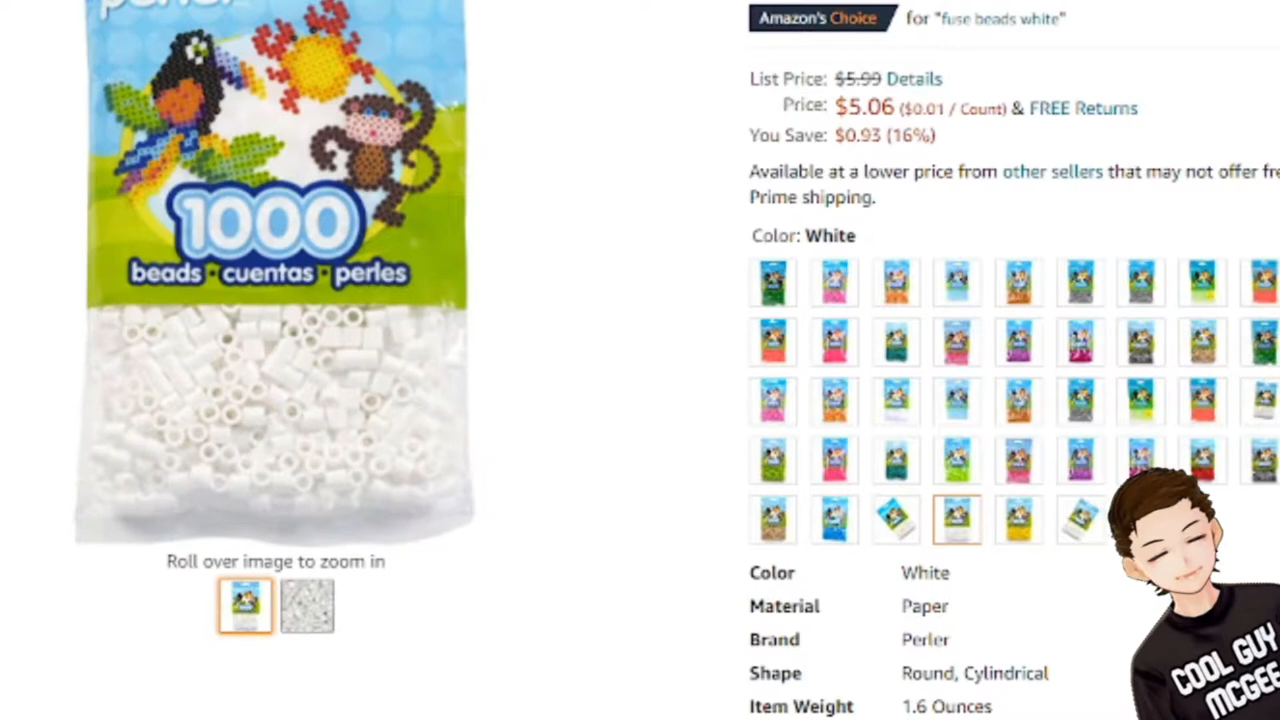 perler
1000
beads · cuentas · perles
Roll over image to zoom in
Amazon's Choice for "fuse beads white"
List Price: $5.99 Details
Price: $5.06 ($0.01 / Count) & FREE Returns
You Save: $0.93 (16%)
Available at a lower price from other sellers that may not offer
Prime shipping.
Color: White
Color White
Material Paper
Brand Perler
Shape Round, Cylindrical
Item Weight 1.6 Ounces
COOL GUY
MCGEE